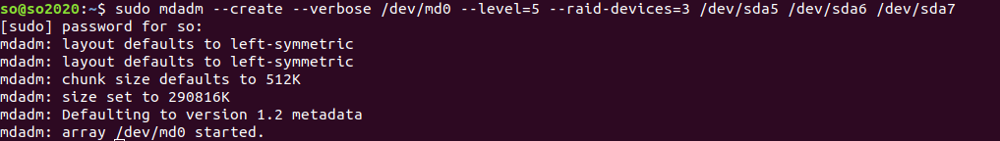 so@so2020:~$ sudo mdadm --create --verbose /dev/md0 --level=5 --raid-devices=3 /dev/sda5 /dev/sda6 /dev/sda7
[sudo] password for so:
mdadm: layout defaults to left-symmetric
mdadm: layout defaults to left-symmetric
mdadm: chunk size defaults to 512K
mdadm: size set to 290816K
mdadm: Defaulting to version 1.2 metadata
mdadm: array /dev/md0 started.